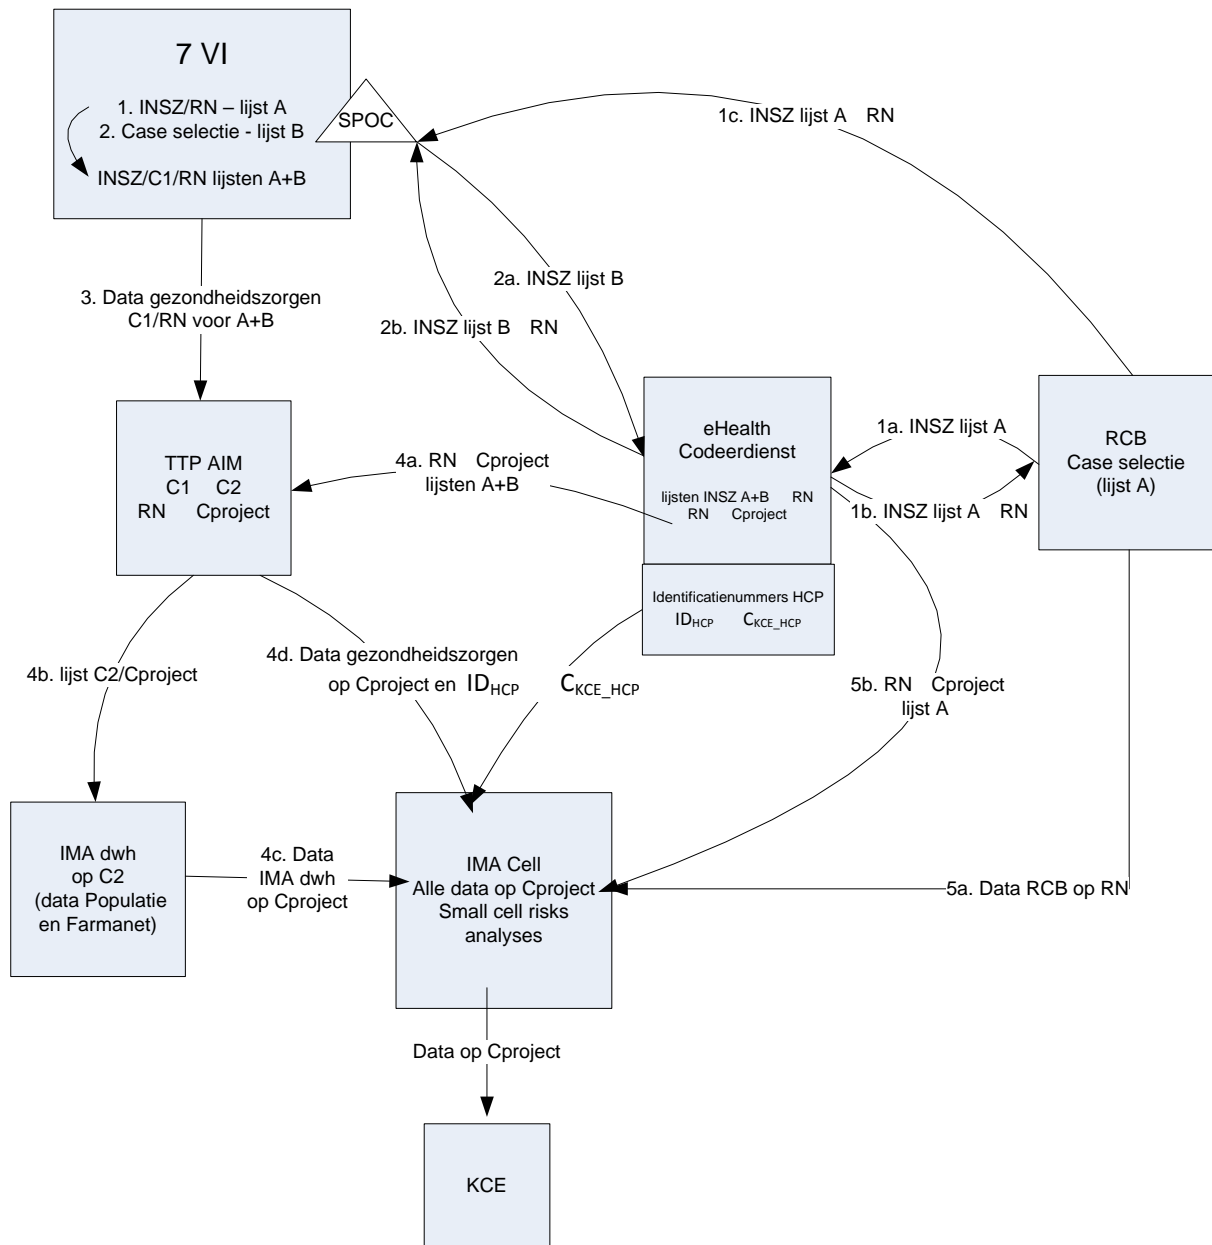 7 VI
1. INSZ/RN – lijst A
2. Case selectie - lijst B
INSZ/C1/RN lijsten A+B
SPOC
1c. INSZ lijst A RN
2a. INSZ lijst B
2b. INSZ lijst B RN
3. Data gezondheidszorgen
C1/RN voor A+B
TTP AIM
C1 C2
RN Cproject
4a. RN Cproject
lijsten A+B
eHealth
Codeerdienst
lijsten INSZ A+B RN
RN Cproject
Identificatienummers HCP
IDHCP CKCE_HCP
1a. INSZ lijst A
1b. INSZ lijst A RN
RCB
Case selectie
(lijst A)
4b. lijst C2/Cproject
4d. Data gezondheidszorgen
op Cproject en IDHCP CKCE_HCP
5b. RN Cproject
lijst A
IMA dwh
op C2
(data Populatie
en Farmanet)
4c. Data
IMA dwh
op Cproject
IMA Cell
Alle data op Cproject
Small cell risks
analyses
5a. Data RCB op RN
Data op Cproject
KCE